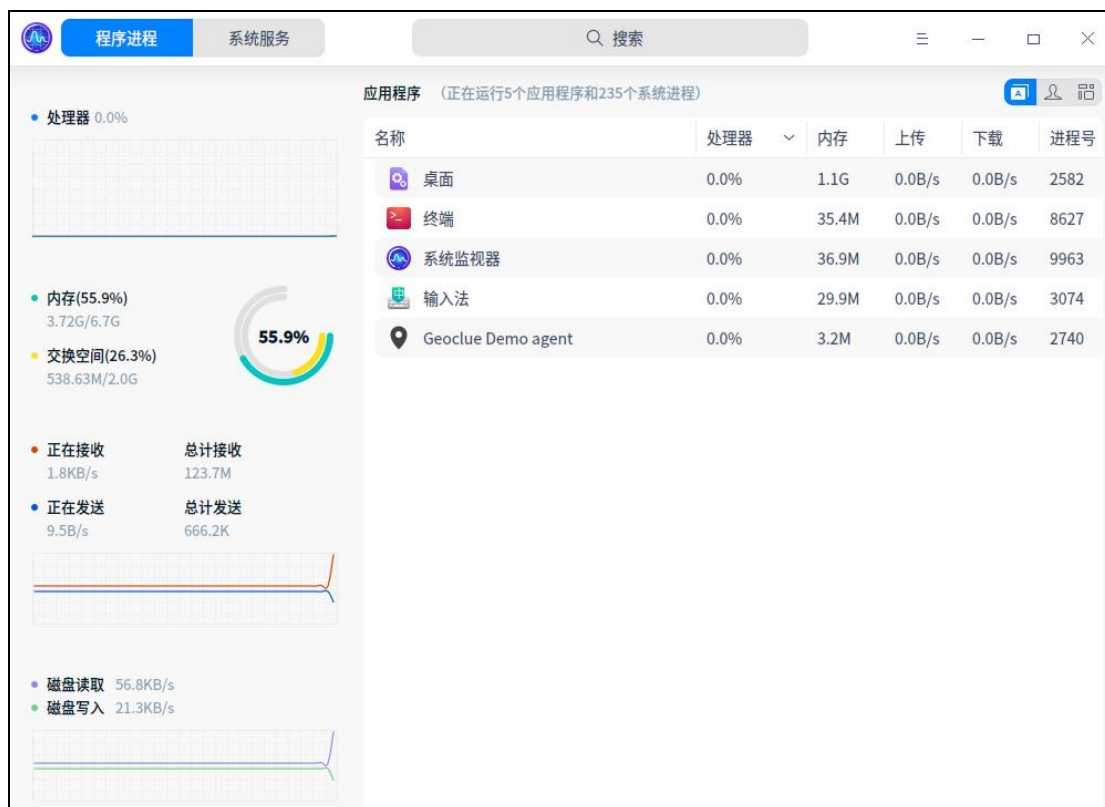 程序进程 系统服务 搜索
处理器 0.0%
内存(55.9%)
3.72G/6.7G
55.9%
交换空间(26.3%)
538.63M/2.0G
正在接收 总计接收
1.8KB/s 123.7M
正在发送 总计发送
9.5B/s 666.2K
磁盘读取 56.8KB/s
磁盘写入 21.3KB/s
应用程序 （正在运行5个应用程序和235个系统进程）
名称 处理器 内存 上传 下载 进程号
桌面 0.0% 1.1G 0.0B/s 0.0B/s 2582
终端 0.0% 35.4M 0.0B/s 0.0B/s 8627
系统监视器 0.0% 36.9M 0.0B/s 0.0B/s 9963
输入法 0.0% 29.9M 0.0B/s 0.0B/s 3074
Geoclue Demo agent 0.0% 3.2M 0.0B/s 0.0B/s 2740